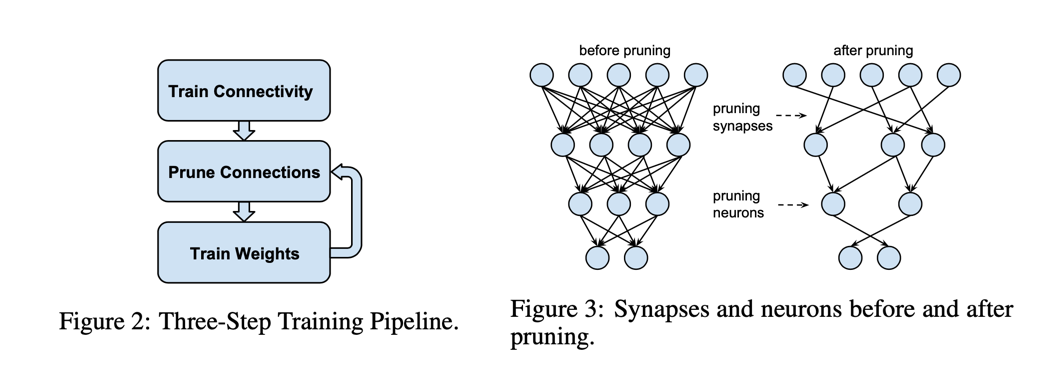 Train Connectivity
Prune Connections
Train Weights
Figure 2: Three-Step Training Pipeline.
before pruning
after pruning
pruning
synapses
pruning
neurons
Figure 3: Synapses and neurons before and after
pruning.